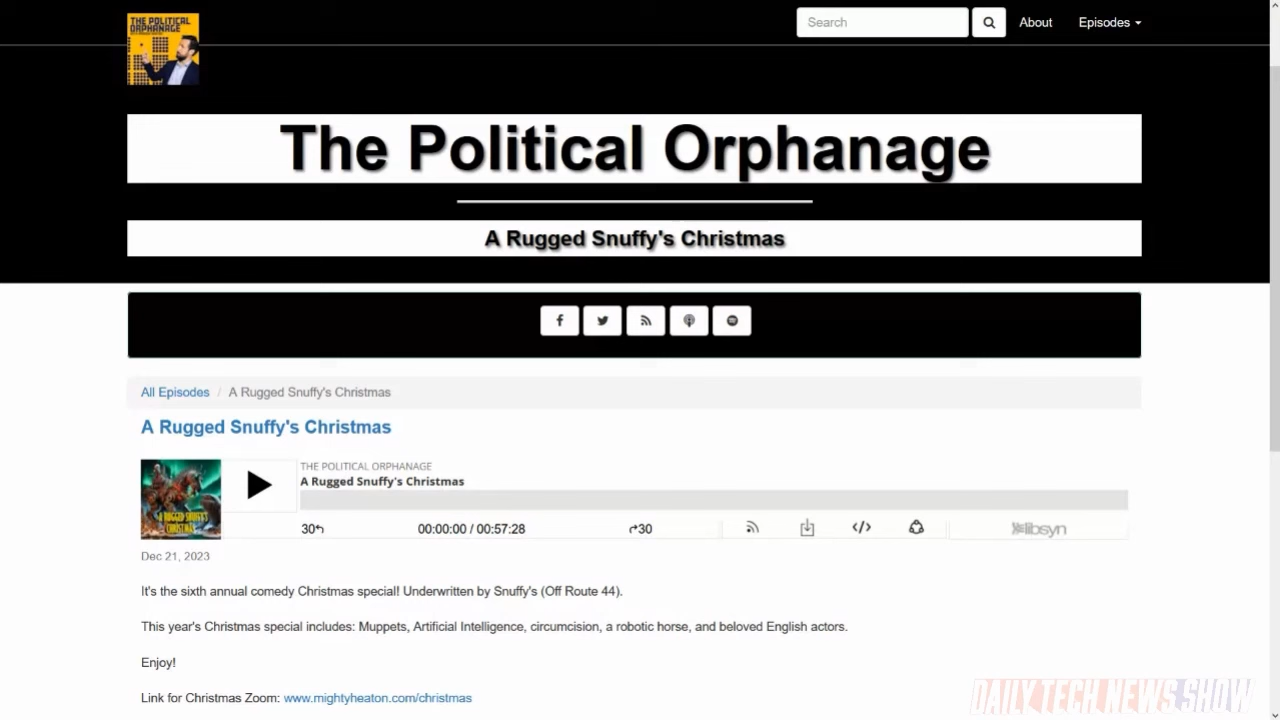 THE POLITICAL
ORPHANAGE
Search
About
Episodes
The Political Orphanage
A Rugged Snuffy's Christmas
All Episodes / A Rugged Snuffy's Christmas
A Rugged Snuffy's Christmas
THE POLITICAL ORPHANAGE
A Rugged Snuffy's Christmas
A RUGGED SNUFFY'S
CHRISTMAS
30
00:00:00 / 00:57:28
30
</>
libsyn
Dec 21, 2023
It's the sixth annual comedy Christmas special! Underwritten by Snuffy's (Off Route 44).
This year's Christmas special includes: Muppets, Artificial Intelligence, circumcision, a robotic horse, and beloved English actors.
Enjoy!
Link for Christmas Zoom: www.mightyheaton.com/christmas
DAILY TECH NEWS SHOW